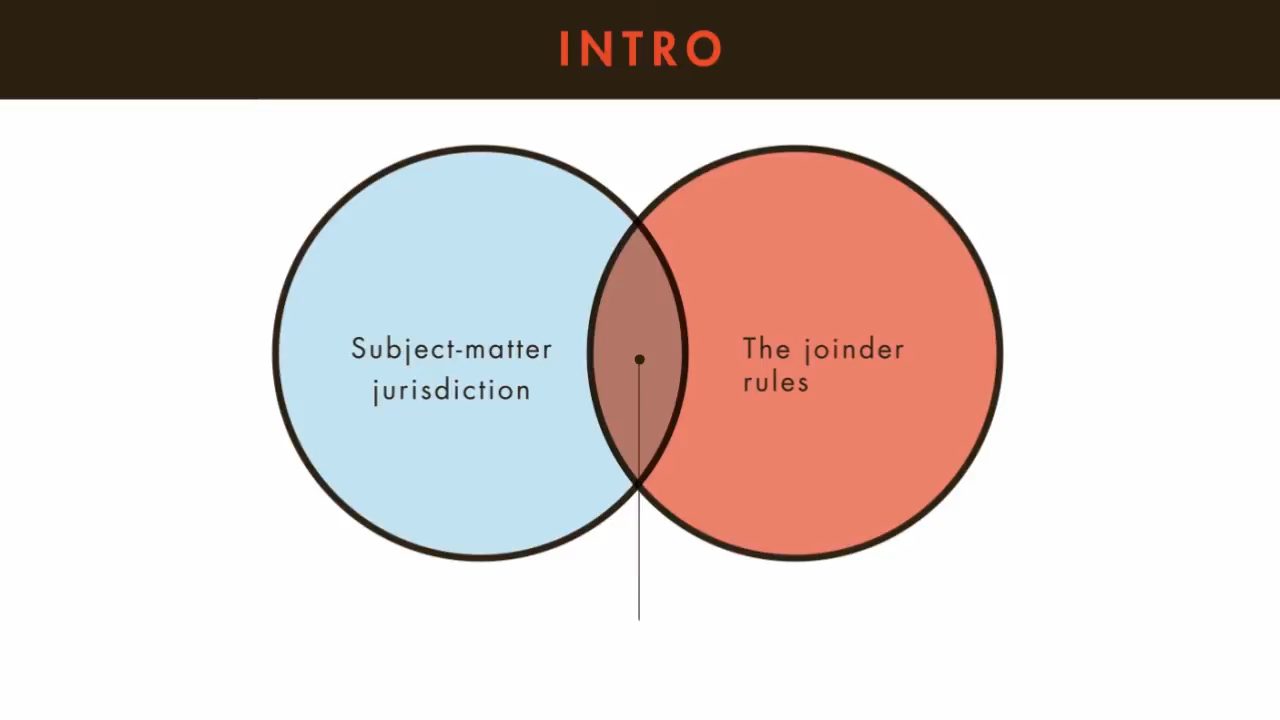 INTRO
Subject-matter
jurisdiction
The joinder
rules